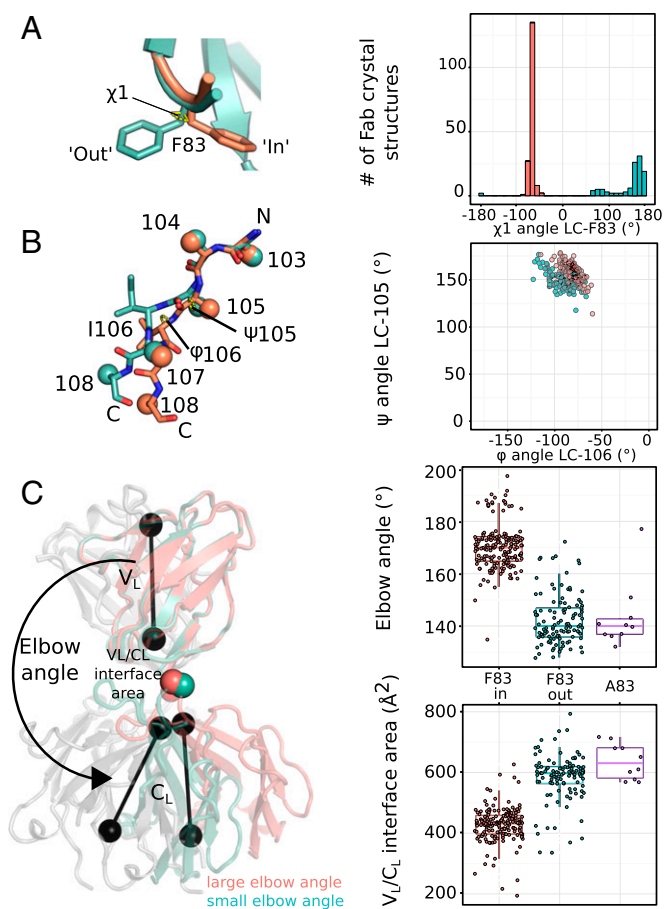 A
χ1
'Out'
F83
'In'
# of Fab crystal
structures
100
50
0
-180
-100
0
100
180
χ1 angle LC-F83 (°)
B
N
104
103
105
I106
ψ105
φ106
107
108
108
C
C
ψ angle LC-105 (°)
150
100
50
0
-150
-100
-50
0
φ angle LC-106 (°)
C
VL
Elbow
angle
VL/CL
interface
area
CL
large elbow angle
small elbow angle
Elbow angle (°)
200
180
160
140
F83
in
F83
out
A83
VL/CL interface area (Å²)
800
600
400
200